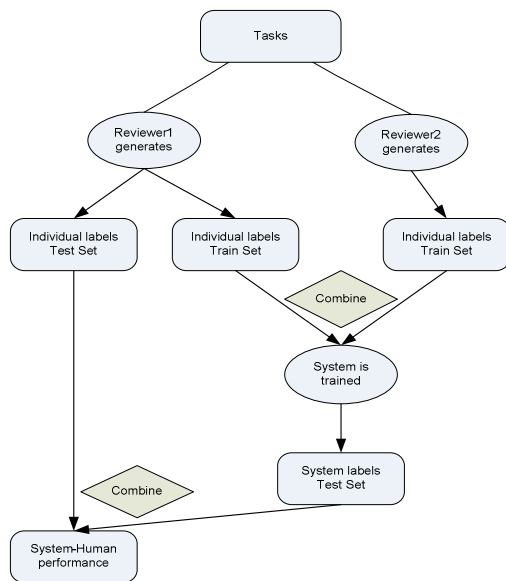 Tasks
Reviewer1
generates
Reviewer2
generates
Individual labels
Test Set
Individual labels
Train Set
Individual labels
Train Set
Combine
System is
trained
System labels
Test Set
Combine
System-Human
performance